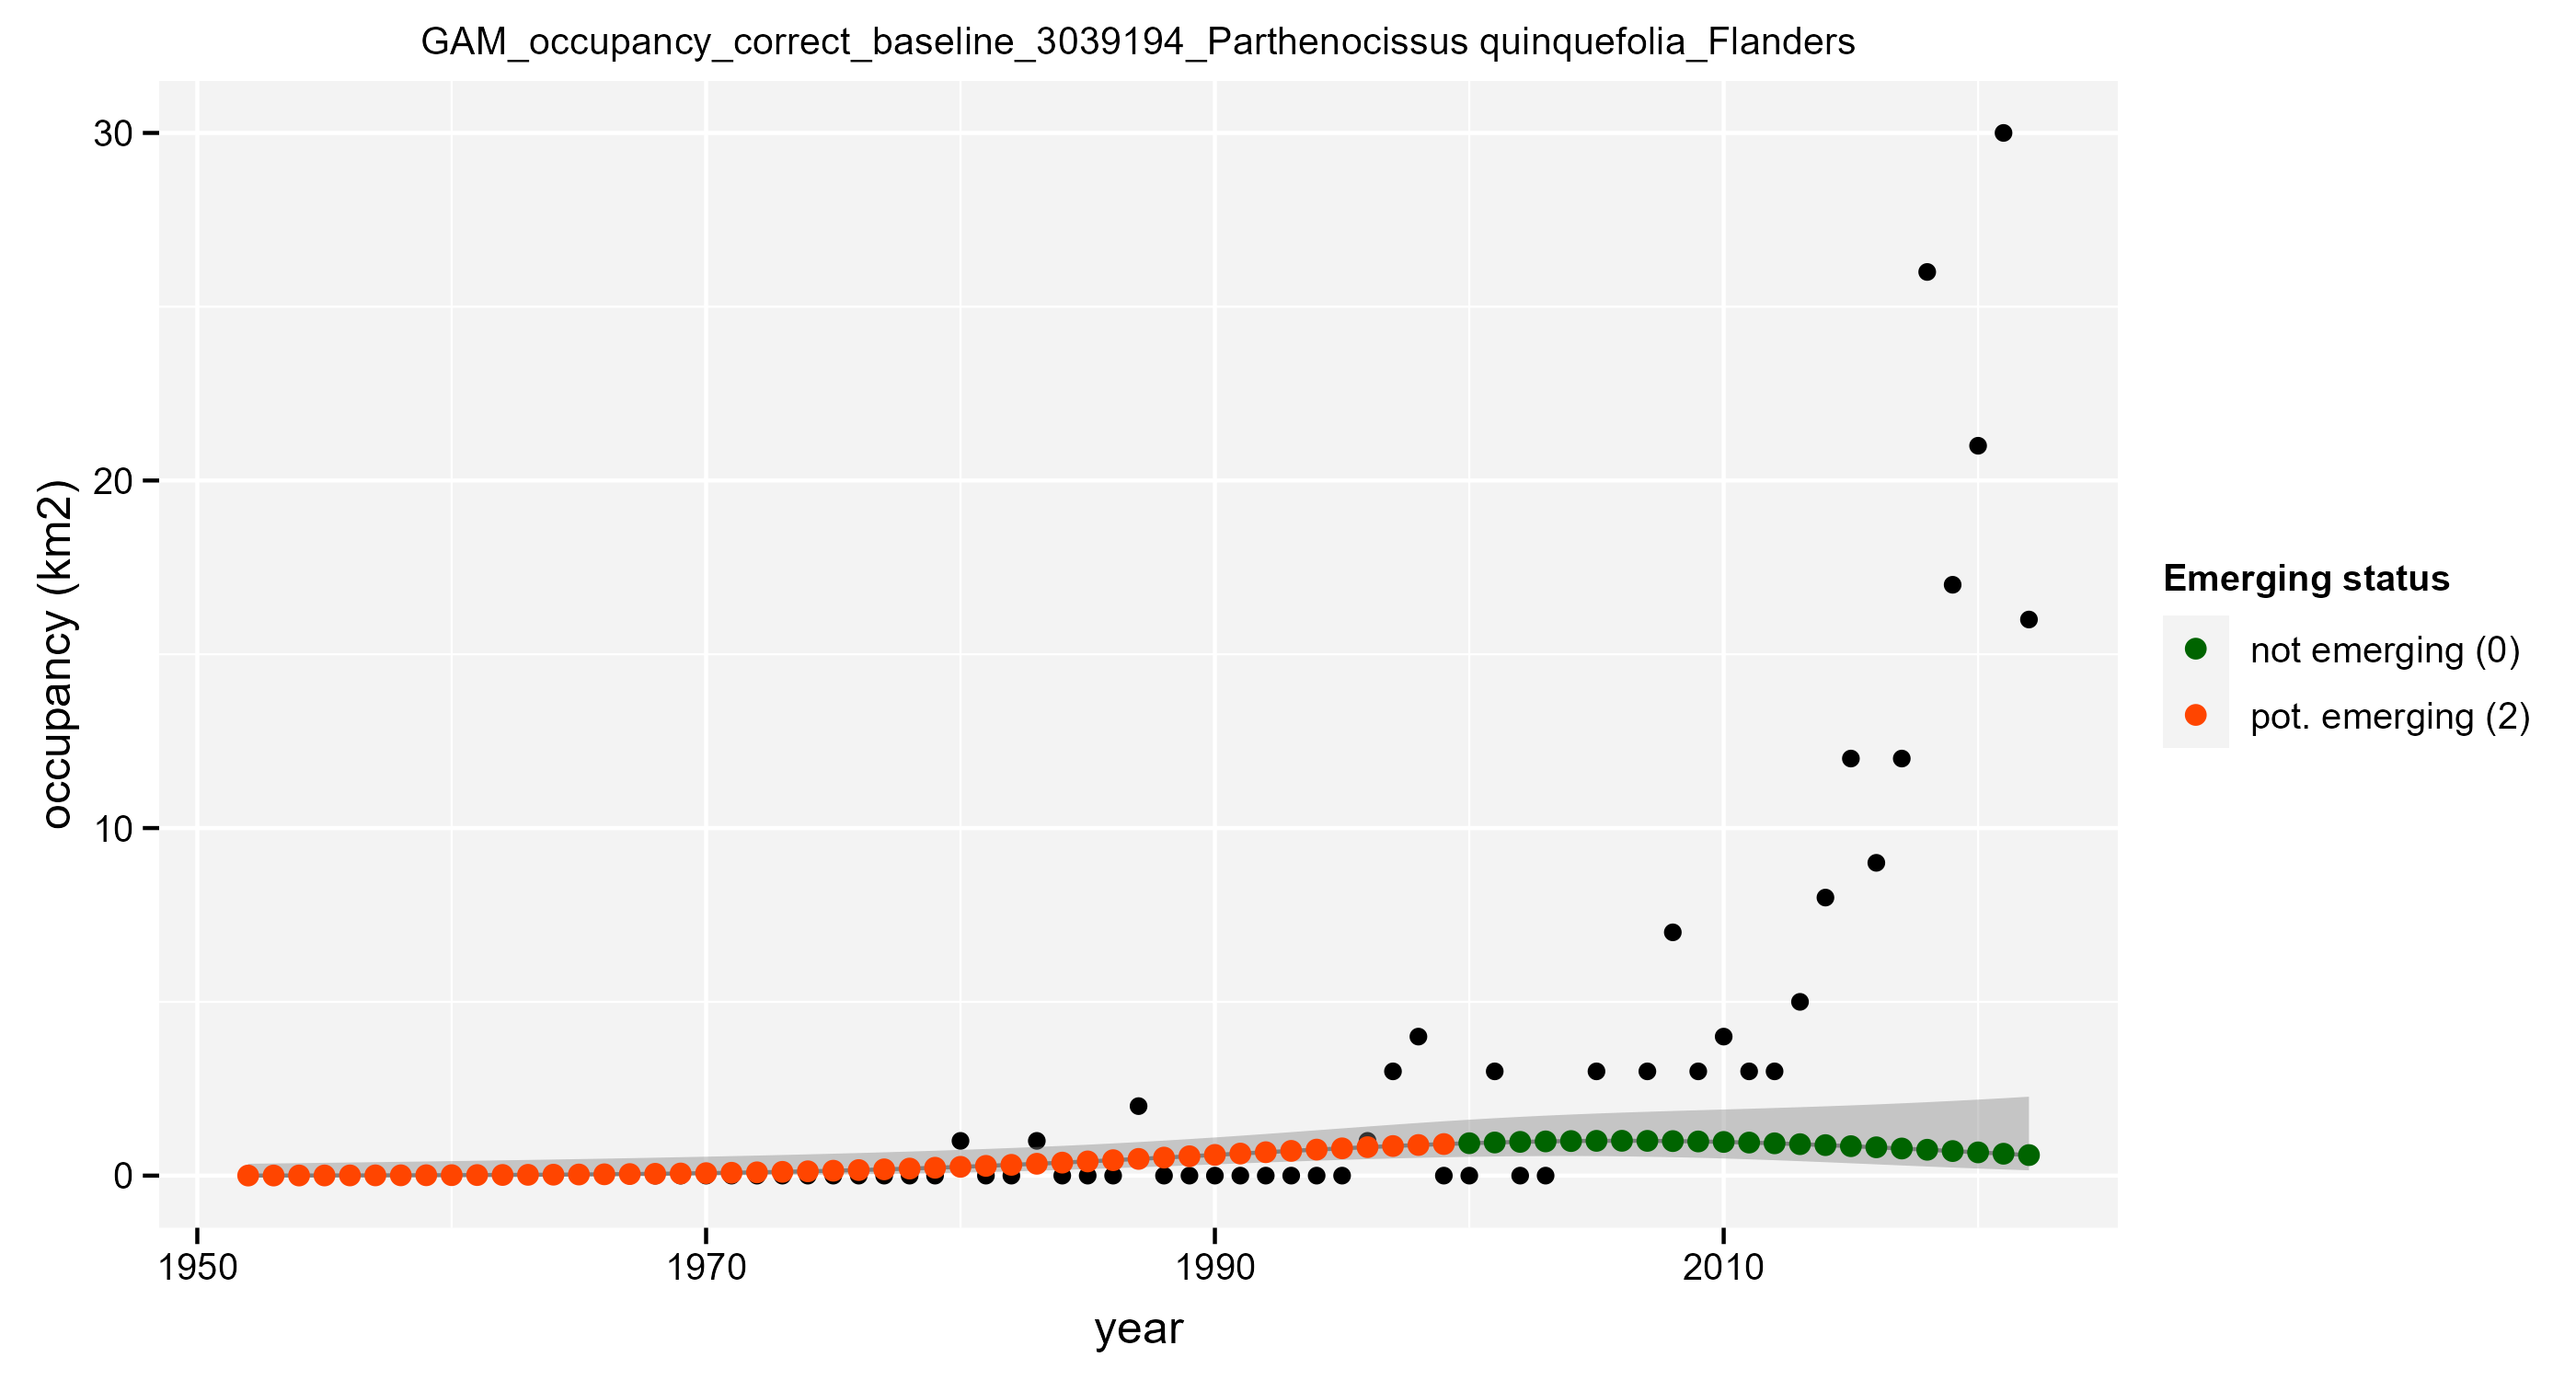 GAM_occupancy_correct_baseline_3039194_Parthenocissus quinquefolia_Flanders
30
20
10
0
occupancy (km2)
1950 1970 1990 2010
year
Emerging status
not emerging (0)
pot. emerging (2)